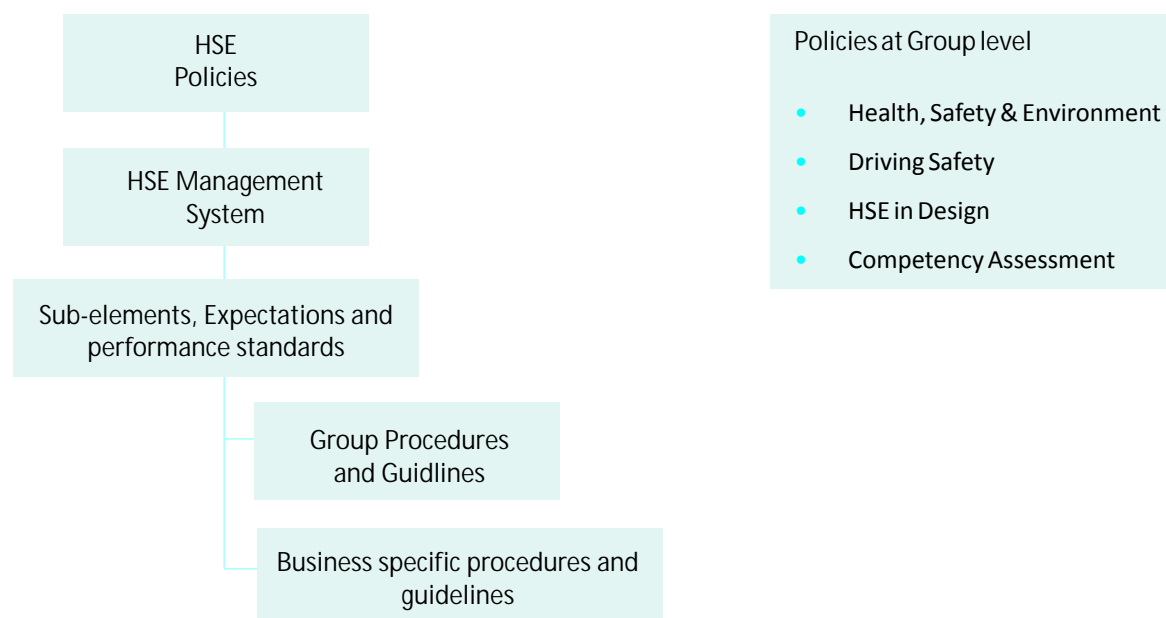 HSE
Policies
HSE Management
System
Sub-elements, Expectations and
performance standards
Group Procedures
and Guidlines
Business specific procedures and
guidelines
Policies at Group level
• Health, Safety & Environment
• Driving Safety
• HSE in Design
• Competency Assessment